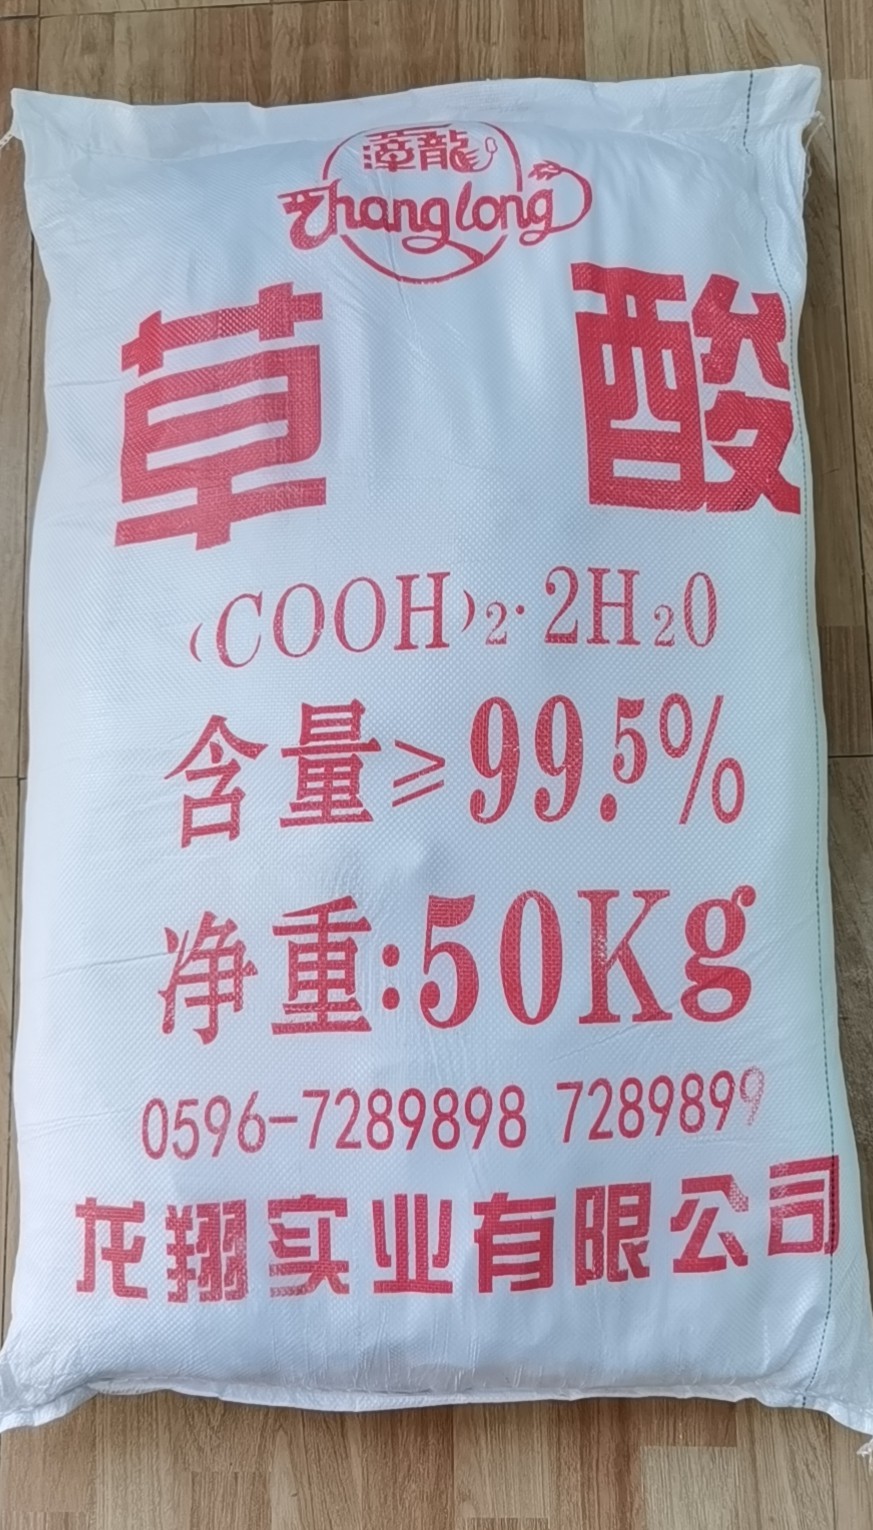 漳龍
Zhanglong
草酸
(COOH)₂·2H₂O
含量≥99.5%
净重:50Kg
0596-7289898 7289899
龙翔实业有限公司